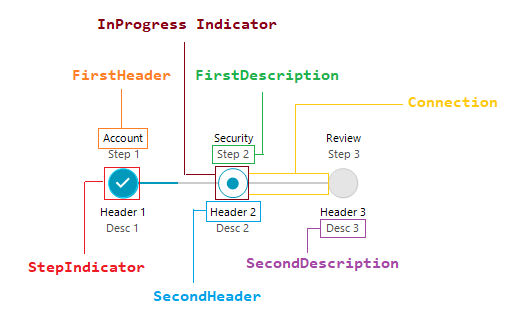 InProgress Indicator
FirstHeader
FirstDescription
Connection
Account
Security
Review
Step 1
Step 2
Step 3
Header 1
Header 2
Header 3
Desc 1
Desc 2
Desc 3
StepIndicator
SecondDescription
SecondHeader